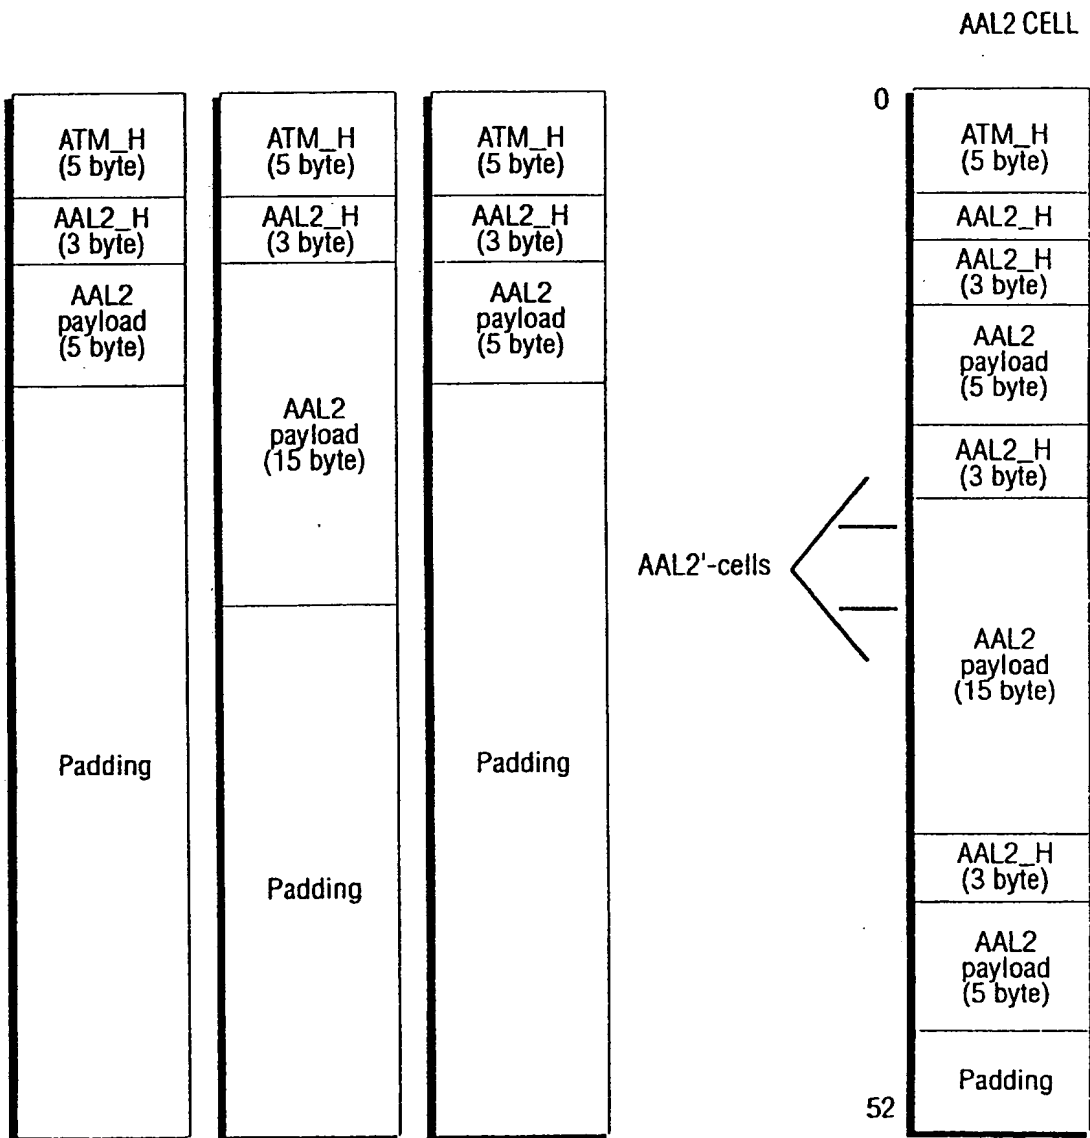 AAL2 CELL
ATM_H
(5 byte)
AAL2_H
(3 byte)
AAL2
payload
(5 byte)
Padding
ATM_H
(5 byte)
AAL2_H
(3 byte)
AAL2
payload
(15 byte)
Padding
ATM_H
(5 byte)
AAL2_H
(3 byte)
AAL2
payload
(5 byte)
Padding
AAL2'-cells
0
52
ATM_H
(5 byte)
AAL2_H
AAL2_H
(3 byte)
AAL2
payload
(5 byte)
AAL2_H
(3 byte)
AAL2
payload
(15 byte)
AAL2_H
(3 byte)
AAL2
payload
(5 byte)
Padding